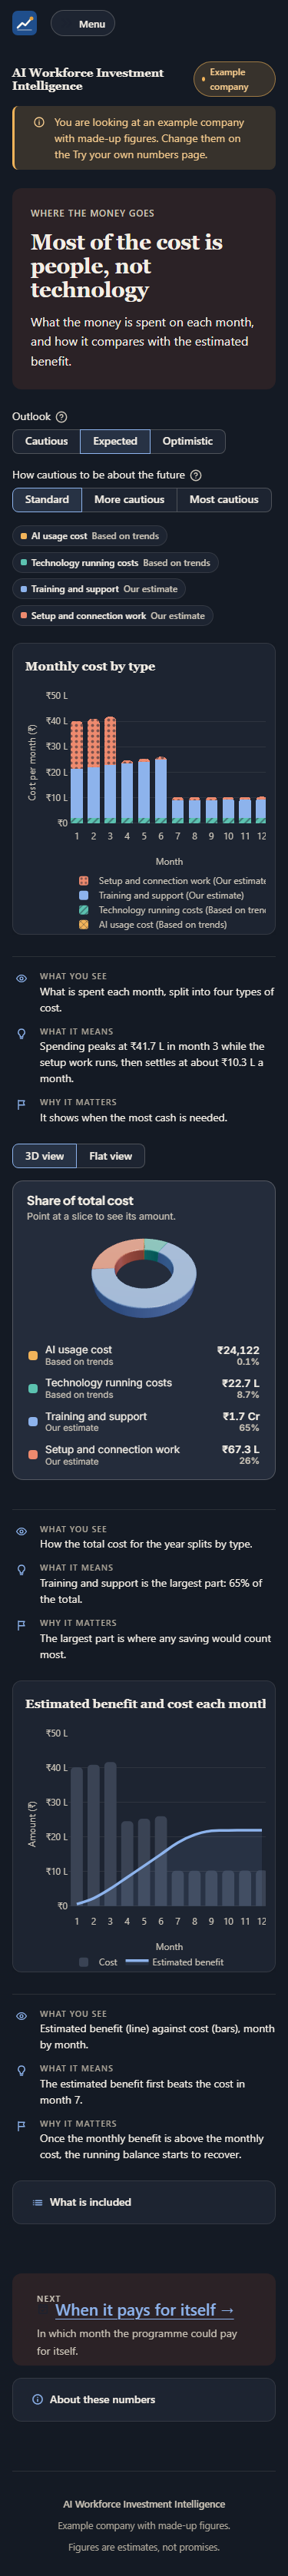 Menu
AI Workforce Investment
Intelligence
Example
company
You are looking at an example company
with made-up figures. Change them on
the Try your own numbers page.
WHERE THE MONEY GOES
Most of the cost is
people, not
technology
What the money is spent on each month,
and how it compares with the estimated
benefit.
Outlook ?
Cautious Expected Optimistic
How cautious to be about the future ?
Standard More cautious Most cautious
AI usage cost Based on trends
Technology running costs Based on trends
Training and support Our estimate
Setup and connection work Our estimate
Monthly cost by type
₹50 L
₹40 L
₹30 L
₹20 L
₹10 L
₹0
Cost per month (₹)
1 2 3 4 5 6 7 8 9 10 11 12
Month
Setup and connection work (Our estimate
Training and support (Our estimate)
Technology running costs (Based on tren
AI usage cost (Based on trends)
WHAT YOU SEE
What is spent each month, split into four types of
cost.
WHAT IT MEANS
Spending peaks at ₹41.7 L in month 3 while the
setup work runs, then settles at about ₹10.3 L a
month.
WHY IT MATTERS
It shows when the most cash is needed.
3D view Flat view
Share of total cost
Point at a slice to see its amount.
AI usage cost ₹24,122
Based on trends 0.1%
Technology running costs ₹22.7 L
Based on trends 8.7%
Training and support ₹1.7 Cr
Our estimate 65%
Setup and connection work ₹67.3 L
Our estimate 26%
WHAT YOU SEE
How the total cost for the year splits by type.
WHAT IT MEANS
Training and support is the largest part: 65% of
the total.
WHY IT MATTERS
The largest part is where any saving would count
most.
Estimated benefit and cost each month
₹50 L
₹40 L
₹30 L
₹20 L
₹10 L
₹0
Amount (₹)
1 2 3 4 5 6 7 8 9 10 11 12
Month
Cost Estimated benefit
WHAT YOU SEE
Estimated benefit (line) against cost (bars), month
by month.
WHAT IT MEANS
The estimated benefit first beats the cost in
month 7.
WHY IT MATTERS
Once the monthly benefit is above the monthly
cost, the running balance starts to recover.
What is included
NEXT
When it pays for itself →
In which month the programme could pay
for itself.
About these numbers
AI Workforce Investment Intelligence
Example company with made-up figures.
Figures are estimates, not promises.